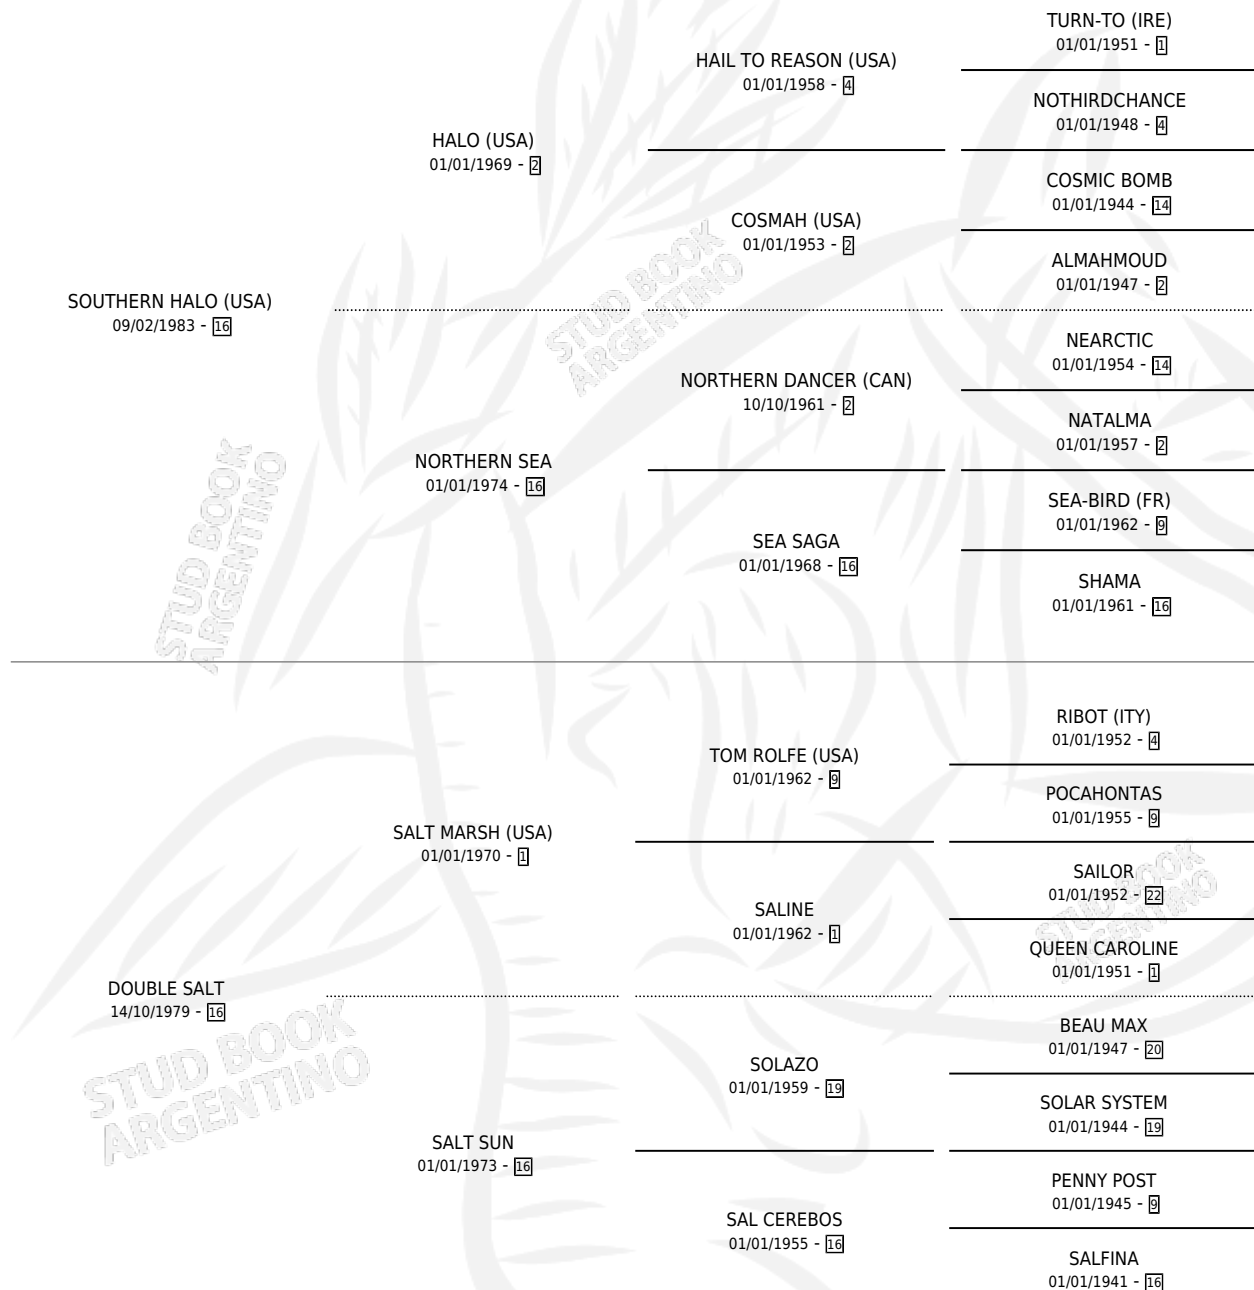 TURN-TO (IRE)
01/01/1951 - 1
HAIL TO REASON (USA)
01/01/1958 - 4
NOTHIRDCHANCE
01/01/1948 - 4
HALO (USA)
01/01/1969 - 2
COSMIC BOMB
01/01/1944 - 14
COSMAH (USA)
01/01/1953 - 2
ALMAHMOUD
01/01/1947 - 2
SOUTHERN HALO (USA)
09/02/1983 - 16
NEARCTIC
01/01/1954 - 14
NORTHERN DANCER (CAN)
10/10/1961 - 2
NATALMA
01/01/1957 - 2
NORTHERN SEA
01/01/1974 - 16
SEA-BIRD (FR)
01/01/1962 - 9
SEA SAGA
01/01/1968 - 16
SHAMA
01/01/1961 - 16
RIBOT (ITY)
01/01/1952 - 4
TOM ROLFE (USA)
01/01/1962 - 9
POCAHONTAS
01/01/1955 - 9
SALT MARSH (USA)
01/01/1970 - 1
SAILOR
01/01/1952 - 22
SALINE
01/01/1962 - 1
QUEEN CAROLINE
01/01/1951 - 1
DOUBLE SALT
14/10/1979 - 16
BEAU MAX
01/01/1947 - 20
SOLAZO
01/01/1959 - 19
SOLAR SYSTEM
01/01/1944 - 19
SALT SUN
01/01/1973 - 16
PENNY POST
01/01/1945 - 9
SAL CEREBOS
01/01/1955 - 16
SALFINA
01/01/1941 - 16
STUD BOOK
ARGENTINO
STUD BOOK
ARGENTINO
STUD BOOK
ARGENTINO
STUD BOOK
ARGENTINO